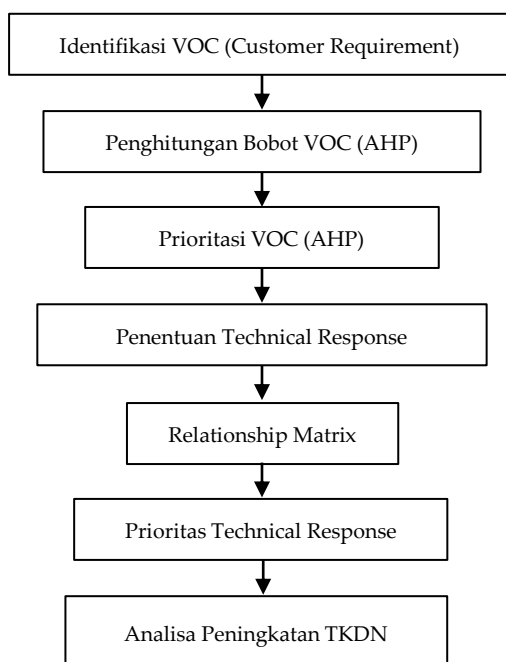 Identifikasi VOC (Customer Requirement)
Penghitungan Bobot VOC (AHP)
Prioritasi VOC (AHP)
Penentuan Technical Response
Relationship Matrix
Prioritas Technical Response
Analisa Peningkatan TKDN